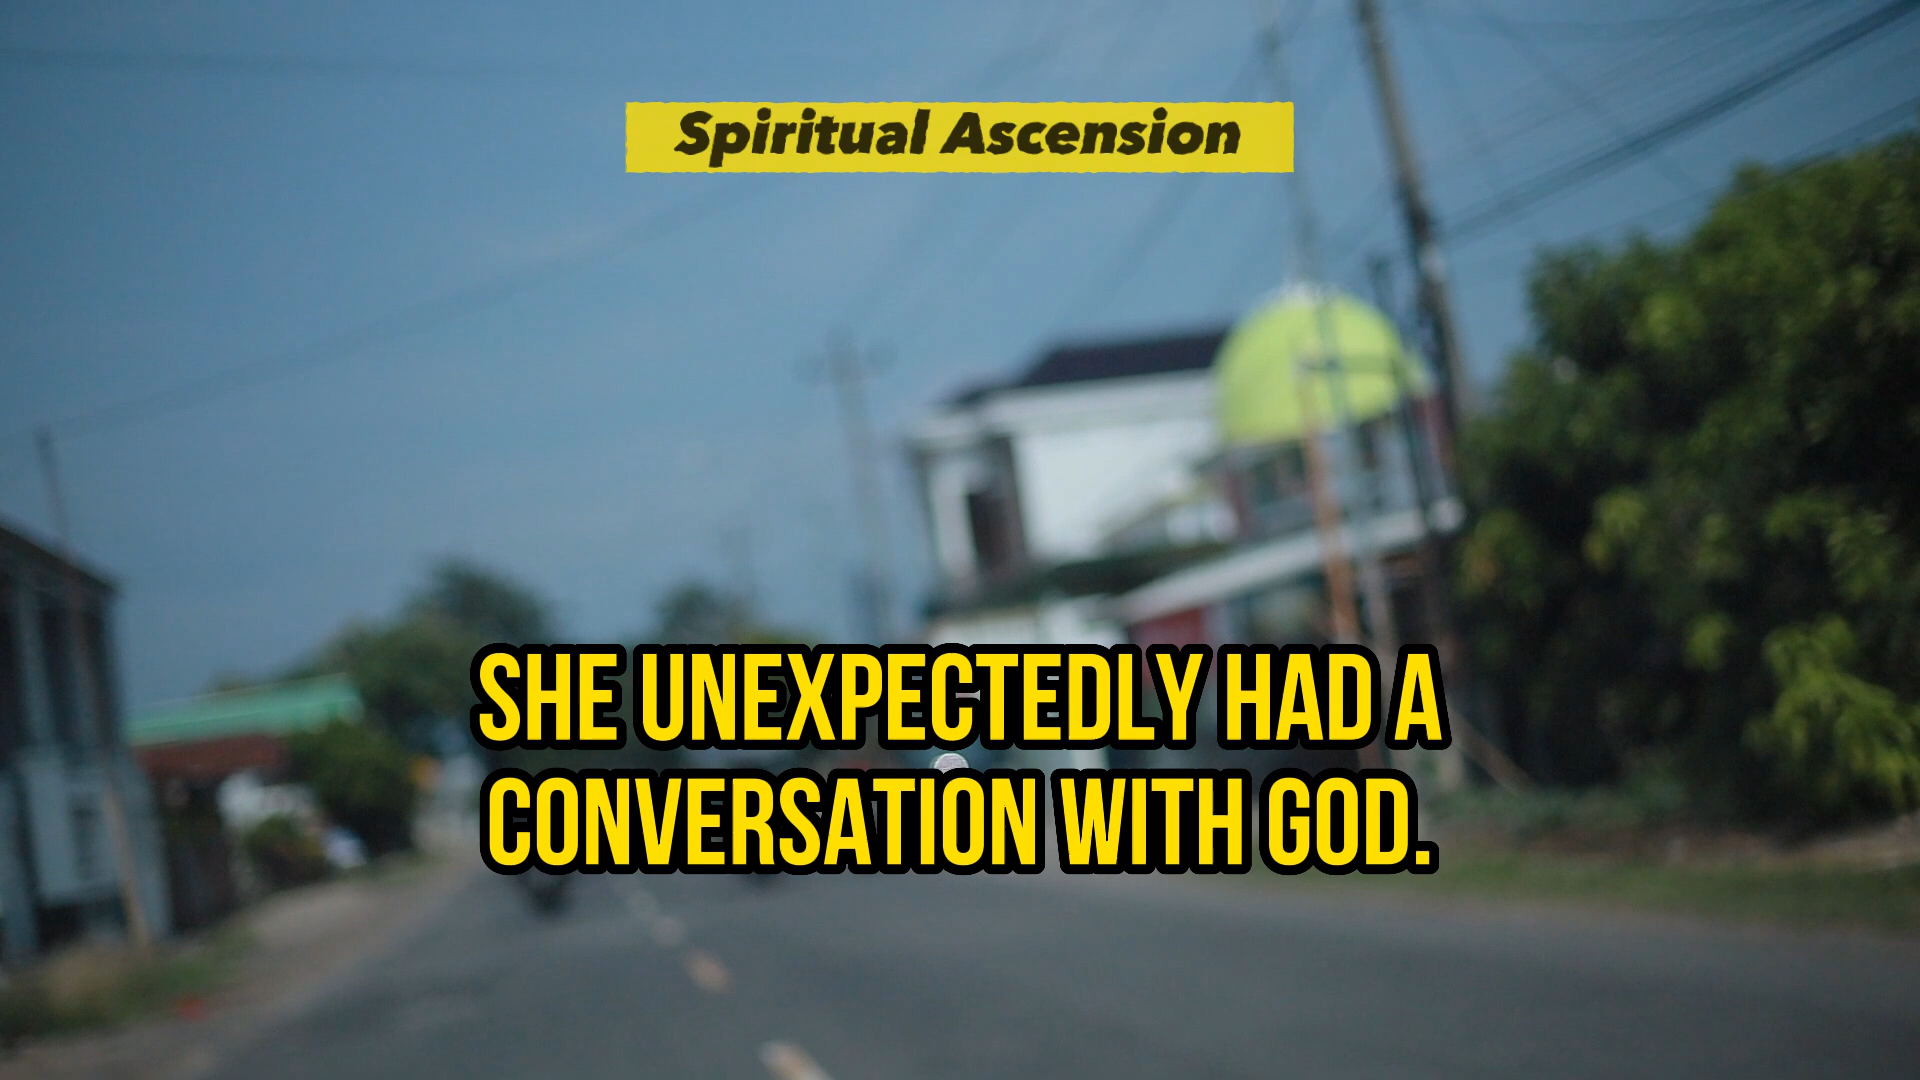 Spiritual Ascension
SHE UNEXPECTEDLY HAD A
CONVERSATION WITH GOD.